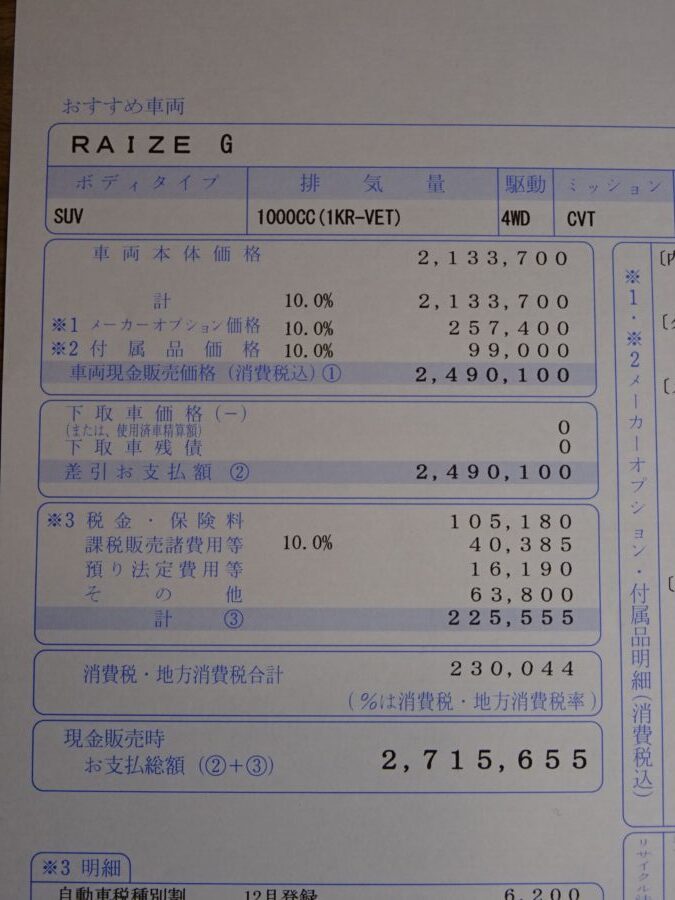 おすすめ車両
RAIZE G
ボディタイプ 排気量 駆動 ミッション
SUV 1000CC(1KR-VET) 4WD CVT
車両本体価格 2,133,700
計 10.0% 2,133,700
※1 メーカーオプション価格 10.0% 257,400
※2 付属品価格 10.0% 99,000
車両現金販売価格(消費税込)① 2,490,100
下取車価格(−) 0
(または、使用済車精算額)
下取車残債 0
差引お支払額 ② 2,490,100
※3 税金・保険料 105,180
課税販売諸費用等 10.0% 40,385
預り法定費用等 16,190
その他 63,800
計 ③ 225,555
消費税・地方消費税合計 230,044
(%は消費税・地方消費税率)
現金販売時
お支払総額 (②+③) 2,715,655
※3 明細
自動車税種別割 12月登録 6,200
※1・※2メーカーオプション・付属品明細(消費税込)
リサイクル